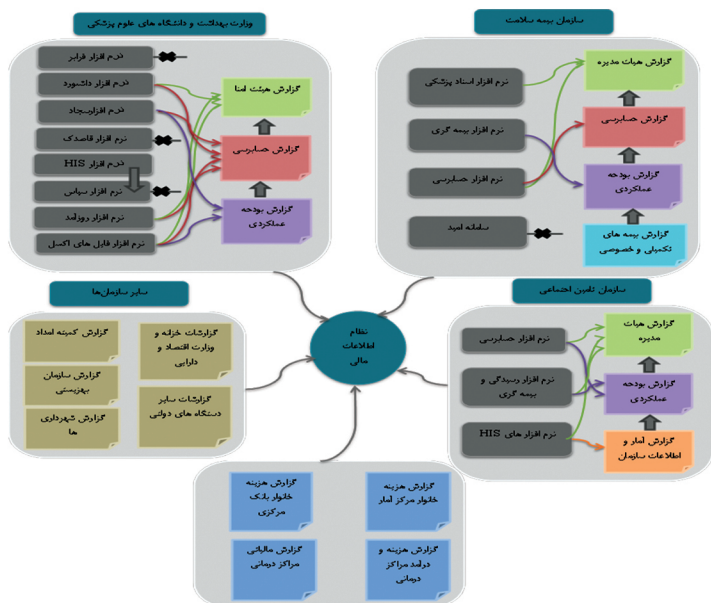 وزارت بهداشت و دانشگاه های علوم پزشکی
نرم افزار فرابر
نرم افزار داشبورد
نرم افزارسجاد
نرم افزار قاصدک
نرم افزار HIS
نرم افزار سپاس
نرم افزار روزآمد
نرم افزار فایل های اکسل
گزارش هیئت امنا
گزارش حسابرسی
گزارش بودجه
عملکردی
سازمان بیمه سلامت
نرم افزار اسناد پزشکی
نرم افزار بیمه گری
نرم افزار حسابرسی
سامانه امید
گزارش هیات مدیره
گزارش حسابرسی
گزارش بودجه
عملکردی
گزارش بیمه های
تکمیلی و خصوصی
سایر سازمان‌ها
گزارشات خزانه و
وزارت اقتصاد و
دارایی
گزارشات سایر
دستگاه های دولتی
گزارش کمیته امداد
گزارش سازمان
بهزیستی
گزارش شهرداری
ها
نظام
اطلاعات
مالی
سازمان تامین اجتماعی
نرم افزار حسابرسی
نرم افزار رسیدگی و
بیمه گری
نرم افزار های HIS
گزارش هیات
مدیره
گزارش بودجه
عملکردی
گزارش آمار و
اطلاعات سازمان
گزارش هزینه
خانوار مرکز آمار
گزارش هزینه
خانوار بانک
مرکزی
گزارش هزینه و
درآمد مراکز
درمانی
گزارش مالیاتی
مراکز درمانی